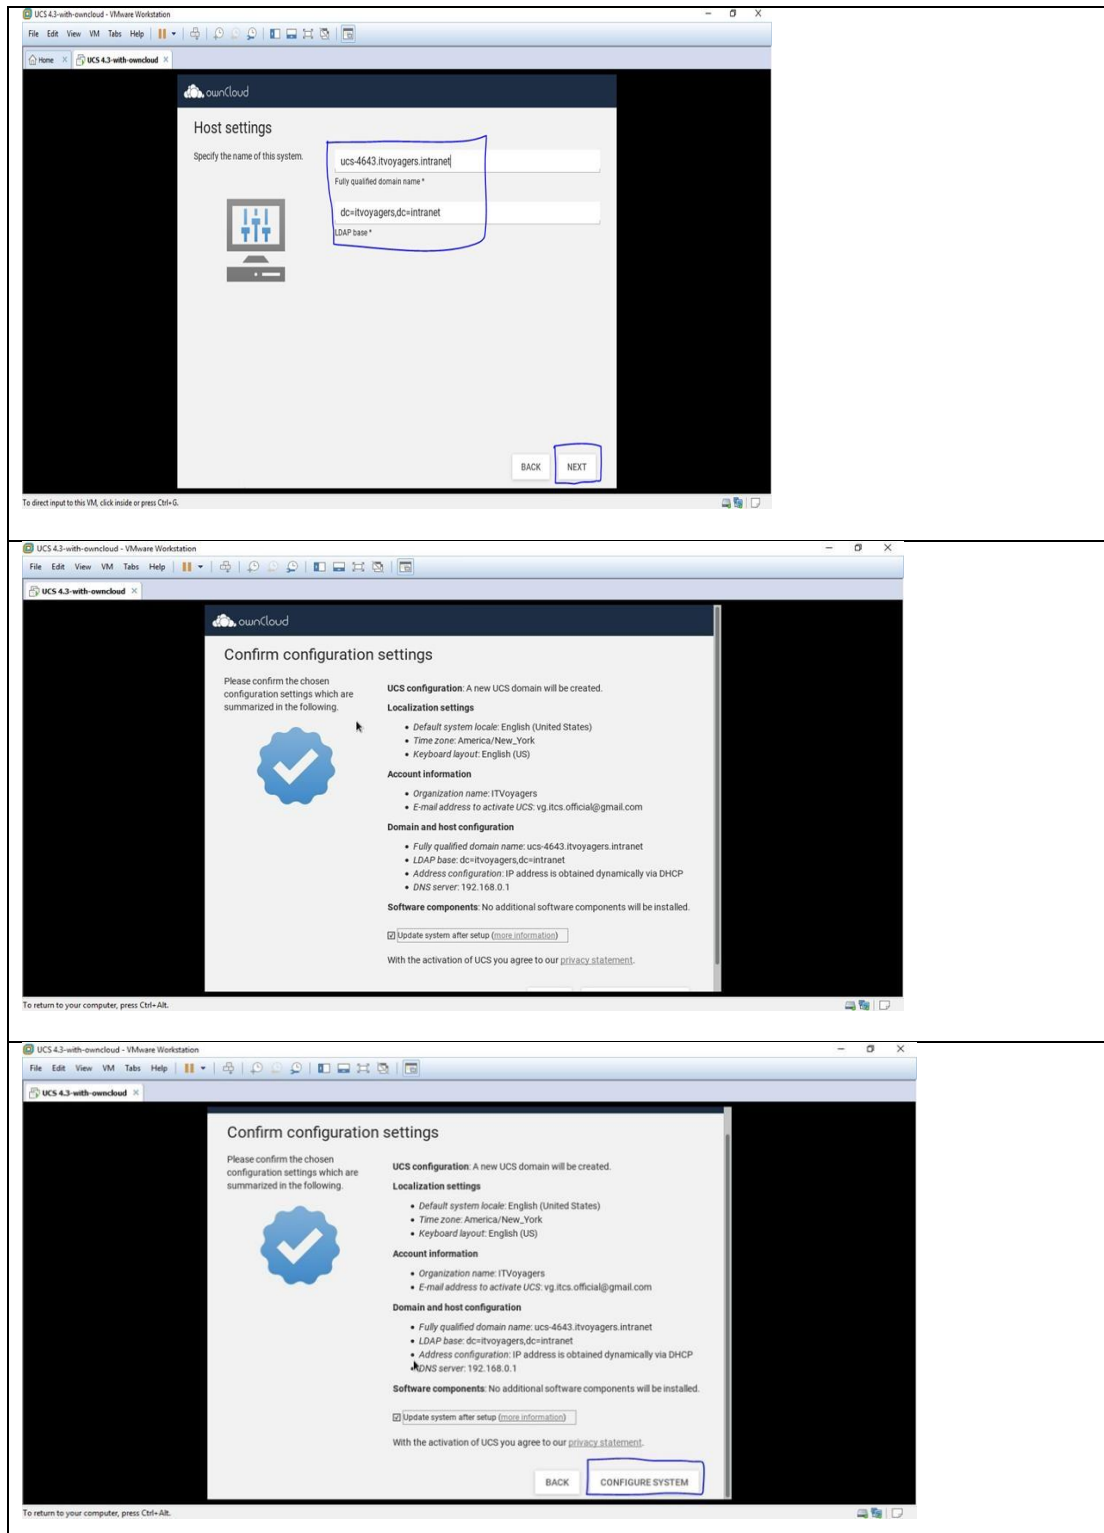 UCS 4.3-with-owncloud - VMware Workstation
File Edit View VM Tabs Help
Home UCS 4.3-with-owncloud
ownCloud
Host settings
Specify the name of this system.
ucs-4643.itvoyagers.intranet
Fully qualified domain name *
dc=itvoyagers,dc=intranet
LDAP base *
BACK NEXT
To direct input to this VM, click inside or press Ctrl+G.
UCS 4.3-with-owncloud - VMware Workstation
File Edit View VM Tabs Help
UCS 4.3-with-owncloud
ownCloud
Confirm configuration settings
Please confirm the chosen
configuration settings which are
summarized in the following.
UCS configuration: A new UCS domain will be created.
Localization settings
• Default system locale: English (United States)
• Time zone: America/New_York
• Keyboard layout: English (US)
Account information
• Organization name: ITVoyagers
• E-mail address to activate UCS: vg.itcs.official@gmail.com
Domain and host configuration
• Fully qualified domain name: ucs-4643.itvoyagers.intranet
• LDAP base: dc=itvoyagers,dc=intranet
• Address configuration: IP address is obtained dynamically via DHCP
• DNS server: 192.168.0.1
Software components: No additional software components will be installed.
Update system after setup (more information)
With the activation of UCS you agree to our privacy statement.
To return to your computer, press Ctrl+Alt.
UCS 4.3-with-owncloud - VMware Workstation
File Edit View VM Tabs Help
UCS 4.3-with-owncloud
Confirm configuration settings
Please confirm the chosen
configuration settings which are
summarized in the following.
UCS configuration: A new UCS domain will be created.
Localization settings
• Default system locale: English (United States)
• Time zone: America/New_York
• Keyboard layout: English (US)
Account information
• Organization name: ITVoyagers
• E-mail address to activate UCS: vg.itcs.official@gmail.com
Domain and host configuration
• Fully qualified domain name: ucs-4643.itvoyagers.intranet
• LDAP base: dc=itvoyagers,dc=intranet
• Address configuration: IP address is obtained dynamically via DHCP
• DNS server: 192.168.0.1
Software components: No additional software components will be installed.
Update system after setup (more information)
With the activation of UCS you agree to our privacy statement.
BACK CONFIGURE SYSTEM
To return to your computer, press Ctrl+Alt.